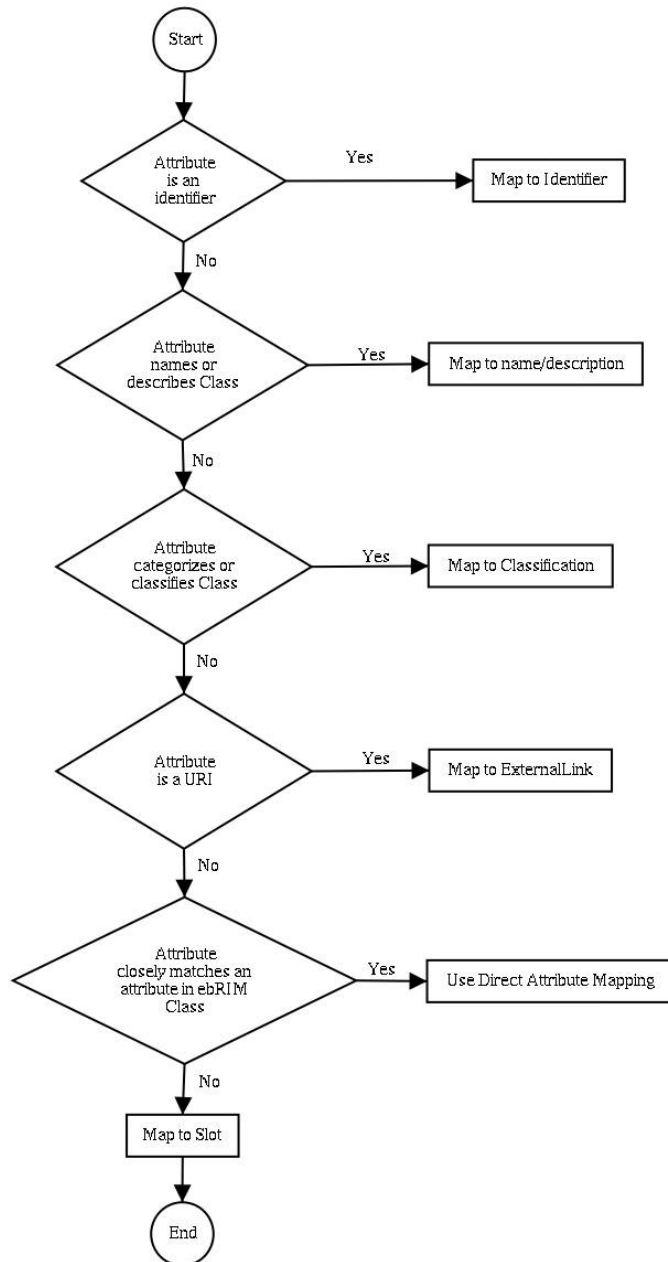 Start
Attribute
is an
identifier
Yes
Map to Identifier
No
Attribute
names or
describes Class
Yes
Map to name/description
No
Attribute
categorizes or
classifies Class
Yes
Map to Classification
No
Attribute
is a URI
Yes
Map to ExternalLink
No
Attribute
closely matches an
attribute in ebRIM
Class
Yes
Use Direct Attribute Mapping
No
Map to Slot
End